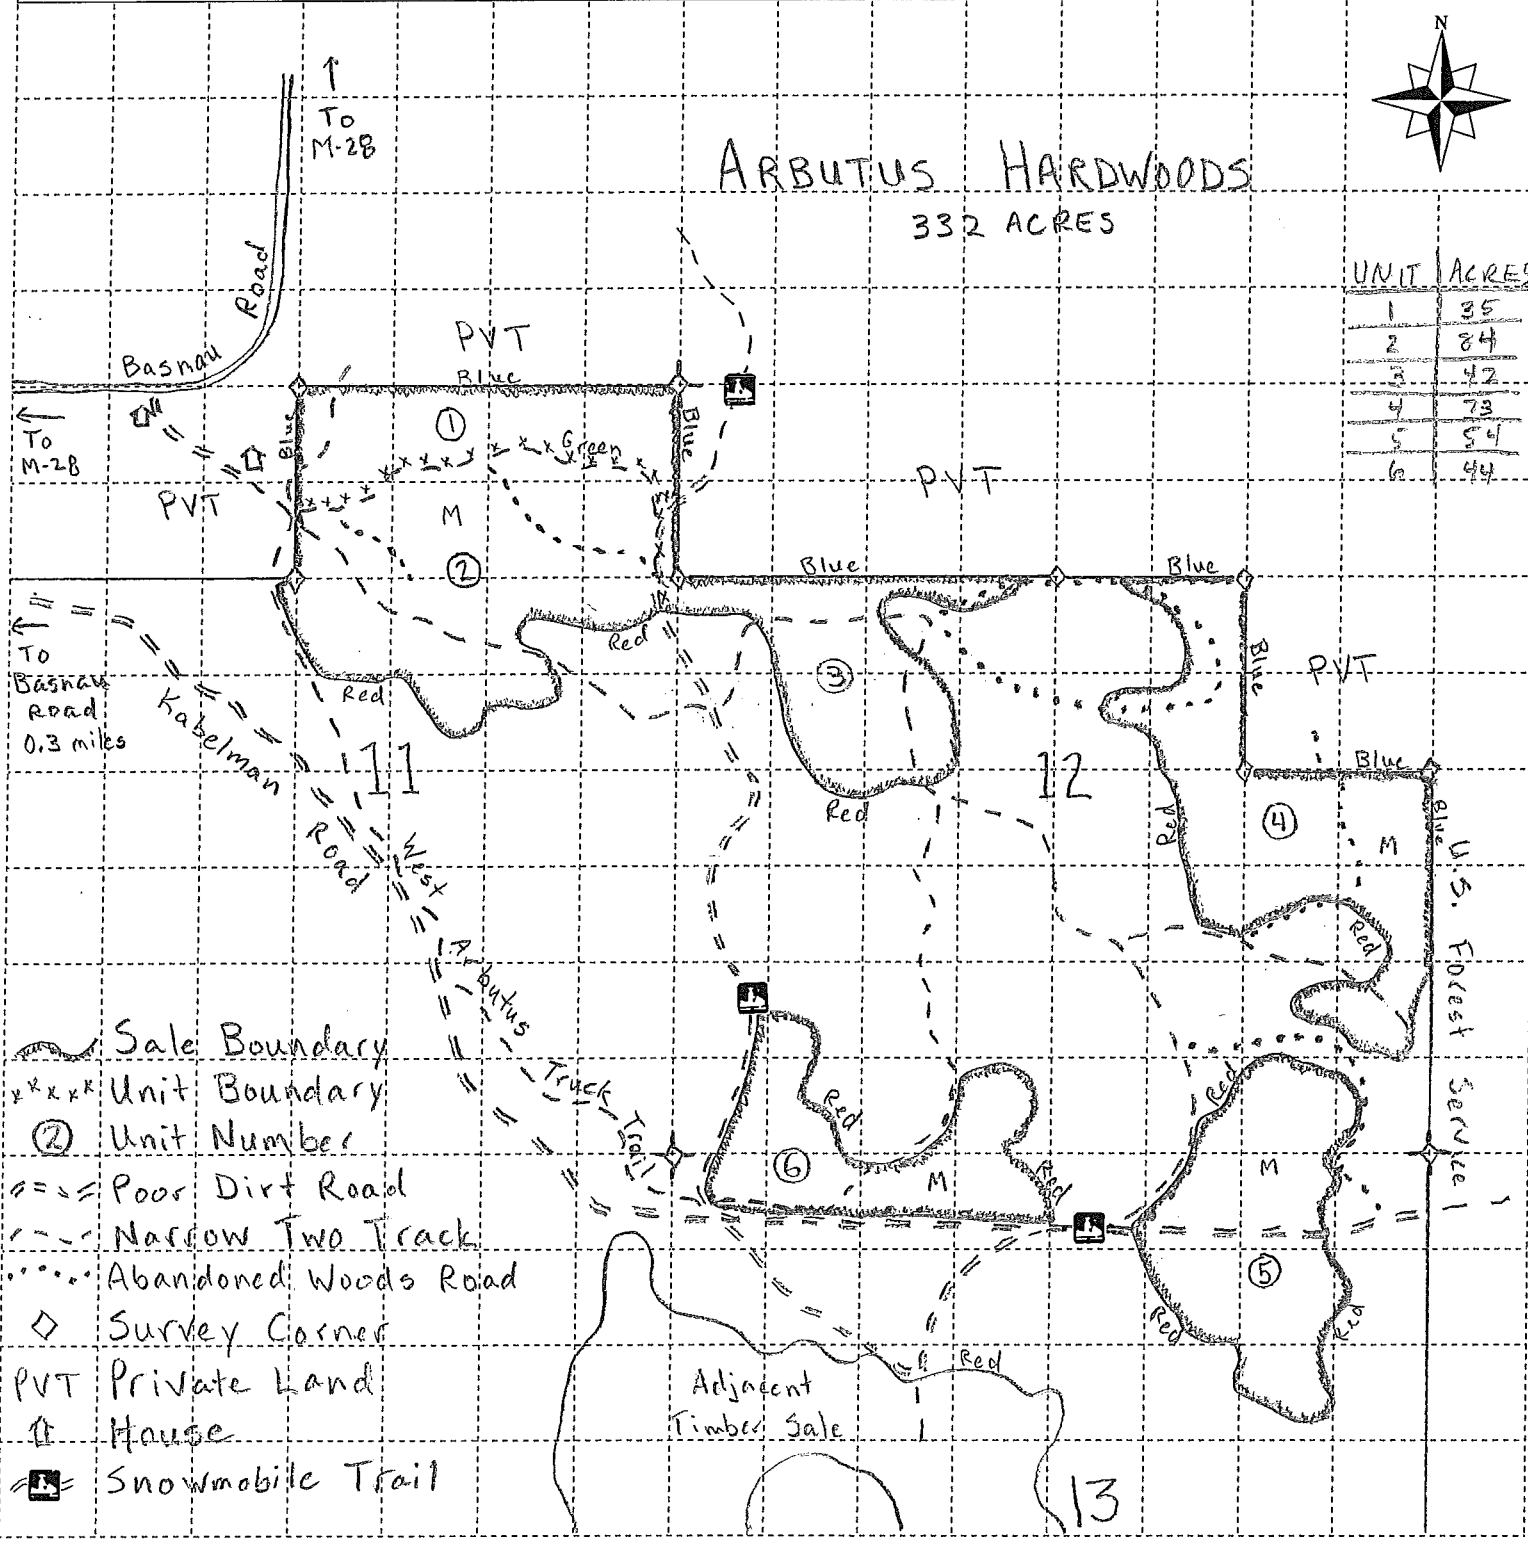 N
↑
To
M-28
ARBUTUS HARDWOODS
332 ACRES
UNIT ACRES
1 35
2 84
3 42
4 73
5 54
6 44
Basnau Road
PVT
Blue
← To
M-28
PVT
Blue
1
Green
Blue
M
2
PVT
Blue
Blue
Blue
PVT
← To
Basnau
Road
0.3 miles
Kabelman Road
Red
Red
3
Red
11
12
Red
4
Blue
M
Blue
Red
U.S. Forest Service
West Arbutus Truck Trail
Red
6
M
Red
Red
M
5
Red
Red
Sale Boundary
xxxxx Unit Boundary
2 Unit Number
Poor Dirt Road
Narrow Two Track
Abandoned Woods Road
Survey Corner
PVT Private Land
House
Snowmobile Trail
Red
Adjacent
Timber Sale
13